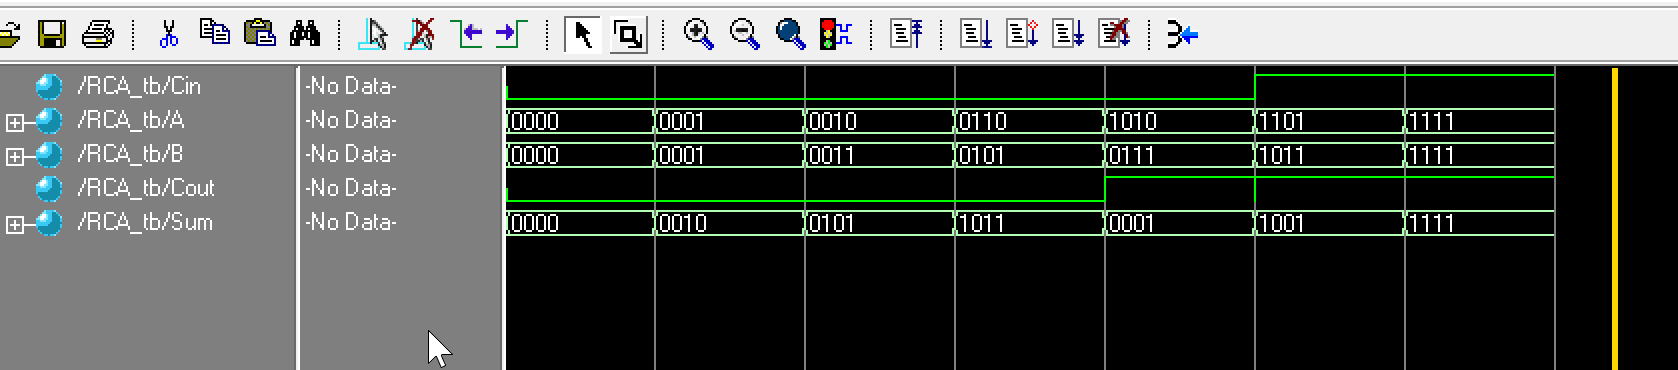 /RCA_tb/Cin -No Data-
/RCA_tb/A -No Data- 0000 0001 0010 0110 1010 1101 1111
/RCA_tb/B -No Data- 0000 0001 0011 0101 0111 1011 1111
/RCA_tb/Cout -No Data-
/RCA_tb/Sum -No Data- 0000 0010 0101 1011 0001 1001 1111